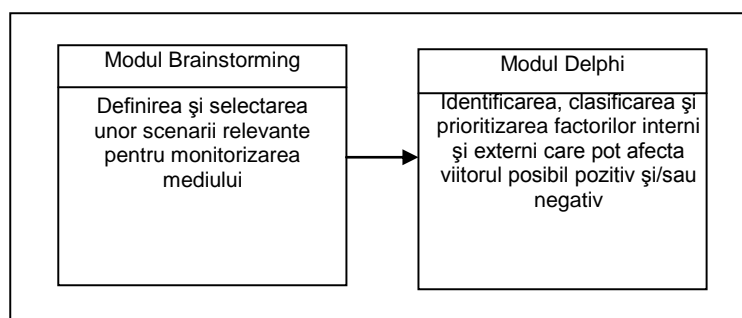 Modul Brainstorming
Definirea şi selectarea
unor scenarii relevante
pentru monitorizarea
mediului
Modul Delphi
Identificarea, clasificarea şi
prioritizarea factorilor interni
şi externi care pot afecta
viitorul posibil pozitiv şi/sau
negativ